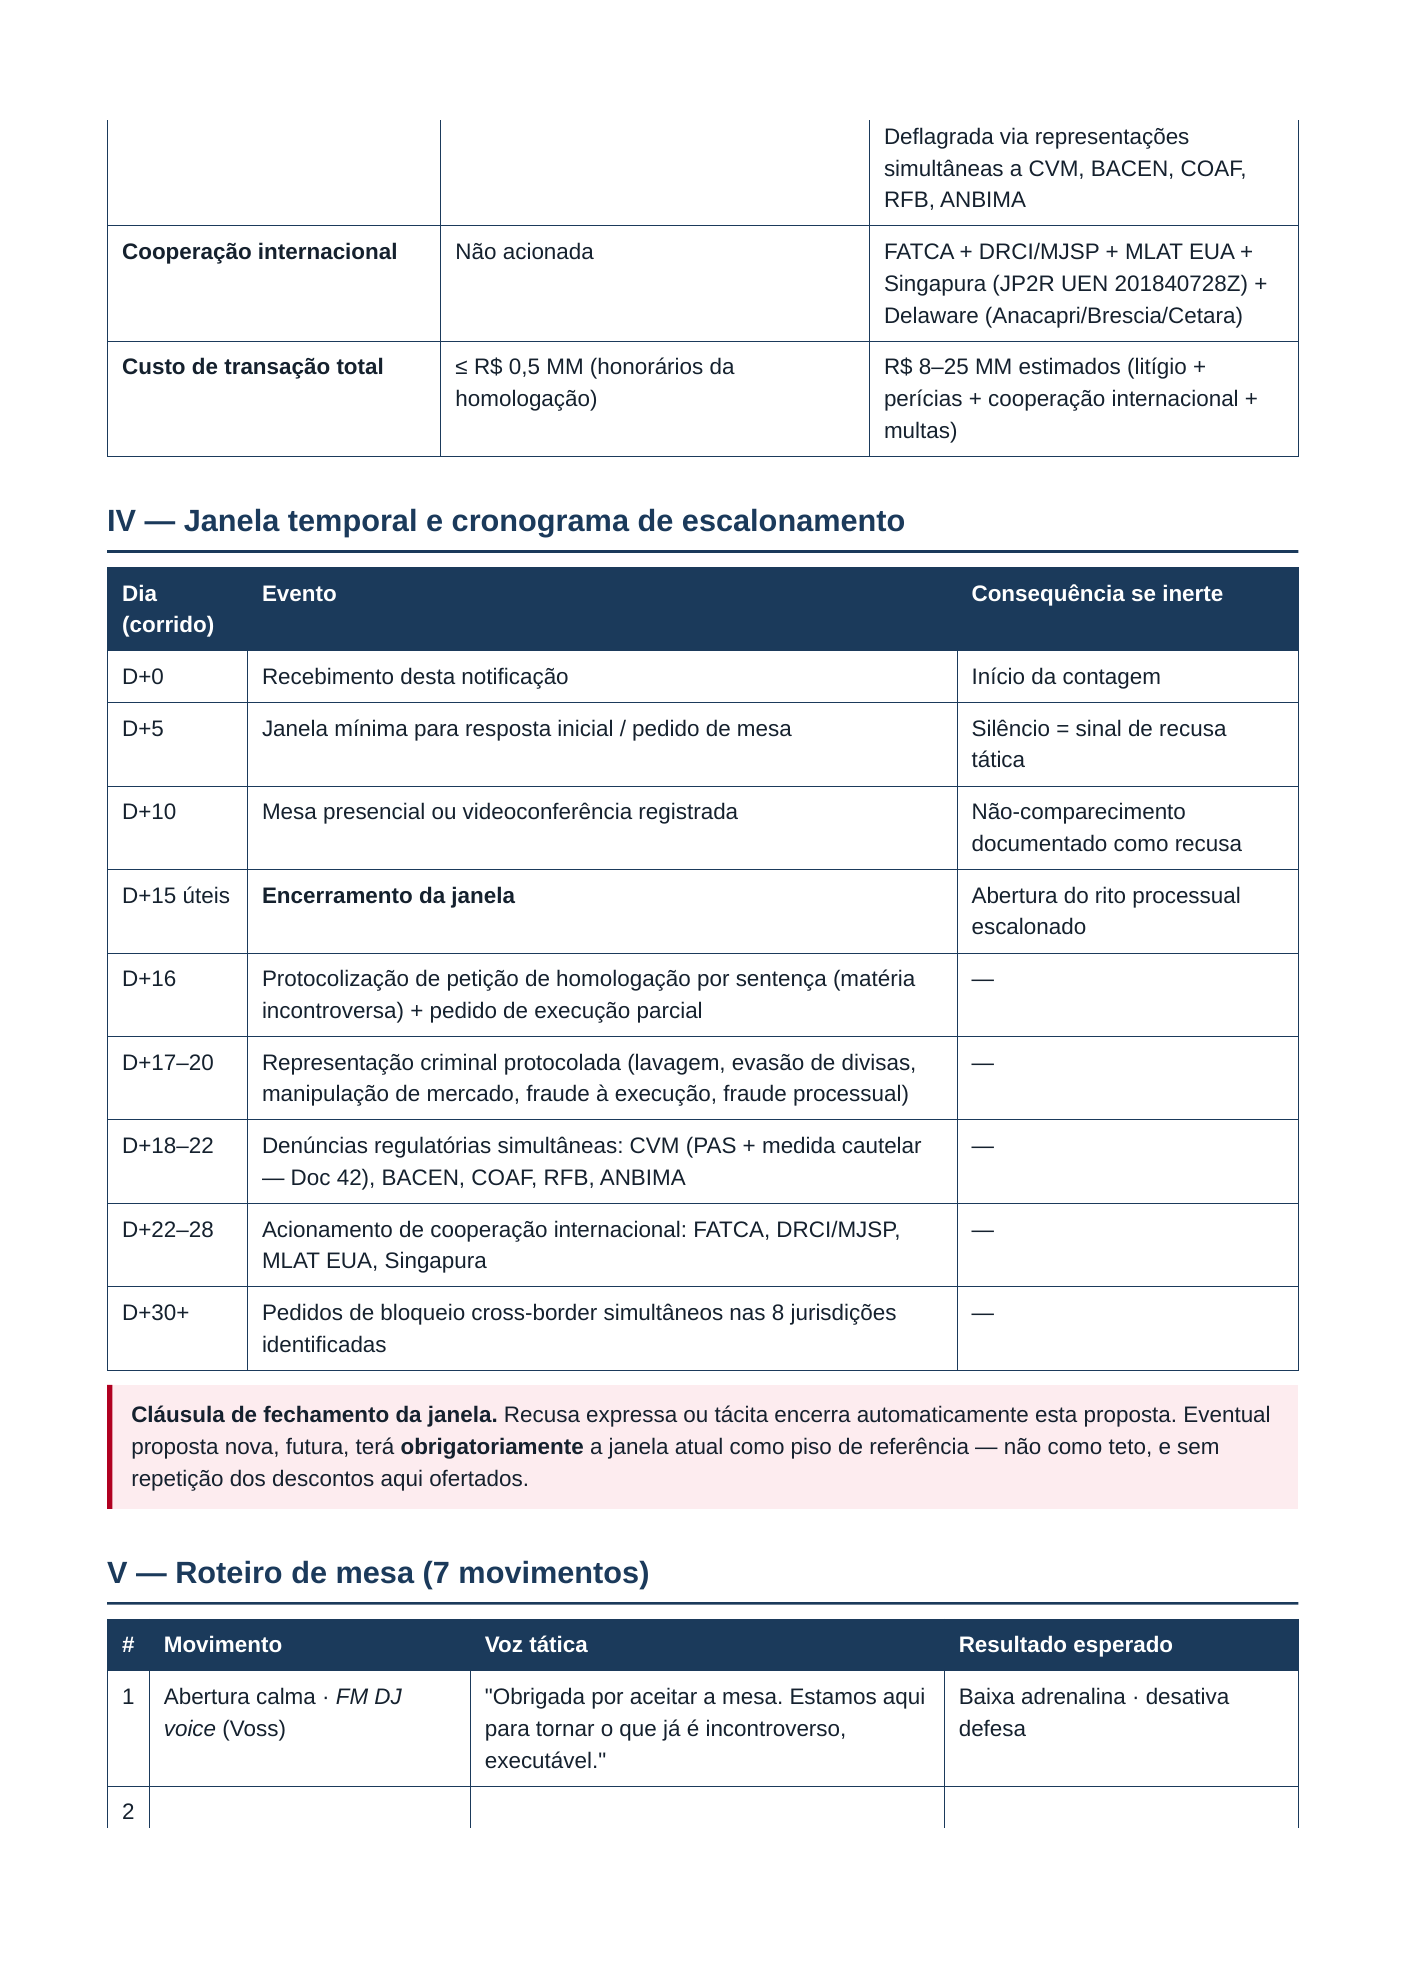 Deflagrada via representações
simultâneas a CVM, BACEN, COAF,
RFB, ANBIMA
Cooperação internacional
Não acionada
FATCA + DRCI/MJSP + MLAT EUA +
Singapura (JP2R UEN 201840728Z) +
Delaware (Anacapri/Brescia/Cetara)
Custo de transação total
≤ R$ 0,5 MM (honorários da
homologação)
R$ 8–25 MM estimados (litígio +
perícias + cooperação internacional +
multas)
IV — Janela temporal e cronograma de escalonamento
Dia
(corrido)
Evento
Consequência se inerte
D+0
Recebimento desta notificação
Início da contagem
D+5
Janela mínima para resposta inicial / pedido de mesa
Silêncio = sinal de recusa
tática
D+10
Mesa presencial ou videoconferência registrada
Não-comparecimento
documentado como recusa
D+15 úteis
Encerramento da janela
Abertura do rito processual
escalonado
D+16
Protocolização de petição de homologação por sentença (matéria
incontroversa) + pedido de execução parcial
—
D+17–20
Representação criminal protocolada (lavagem, evasão de divisas,
manipulação de mercado, fraude à execução, fraude processual)
—
D+18–22
Denúncias regulatórias simultâneas: CVM (PAS + medida cautelar
— Doc 42), BACEN, COAF, RFB, ANBIMA
—
D+22–28
Acionamento de cooperação internacional: FATCA, DRCI/MJSP,
MLAT EUA, Singapura
—
D+30+
Pedidos de bloqueio cross-border simultâneos nas 8 jurisdições
identificadas
—
Cláusula de fechamento da janela. Recusa expressa ou tácita encerra automaticamente esta proposta. Eventual
proposta nova, futura, terá obrigatoriamente a janela atual como piso de referência — não como teto, e sem
repetição dos descontos aqui ofertados.
V — Roteiro de mesa (7 movimentos)
#
Movimento
Voz tática
Resultado esperado
1
Abertura calma · FM DJ
voice (Voss)
"Obrigada por aceitar a mesa. Estamos aqui
para tornar o que já é incontroverso,
executável."
Baixa adrenalina · desativa
defesa
2